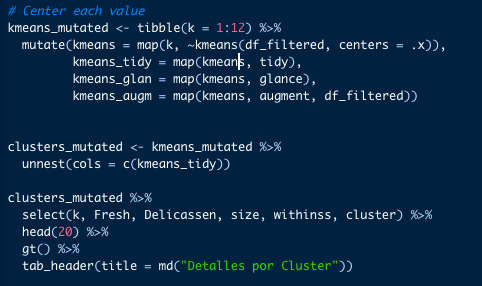 # Center each value
kmeans_mutated <- tibble(k = 1:12) %>%
  mutate(kmeans = map(k, ~kmeans(df_filtered, centers = .x)),
         kmeans_tidy = map(kmeans, tidy),
         kmeans_glan = map(kmeans, glance),
         kmeans_augm = map(kmeans, augment, df_filtered))
clusters_mutated <- kmeans_mutated %>%
  unnest(cols = c(kmeans_tidy))
clusters_mutated %>%
  select(k, Fresh, Delicassen, size, withinss, cluster) %>%
  head(20) %>%
  gt() %>%
  tab_header(title = md("Detalles por Cluster"))